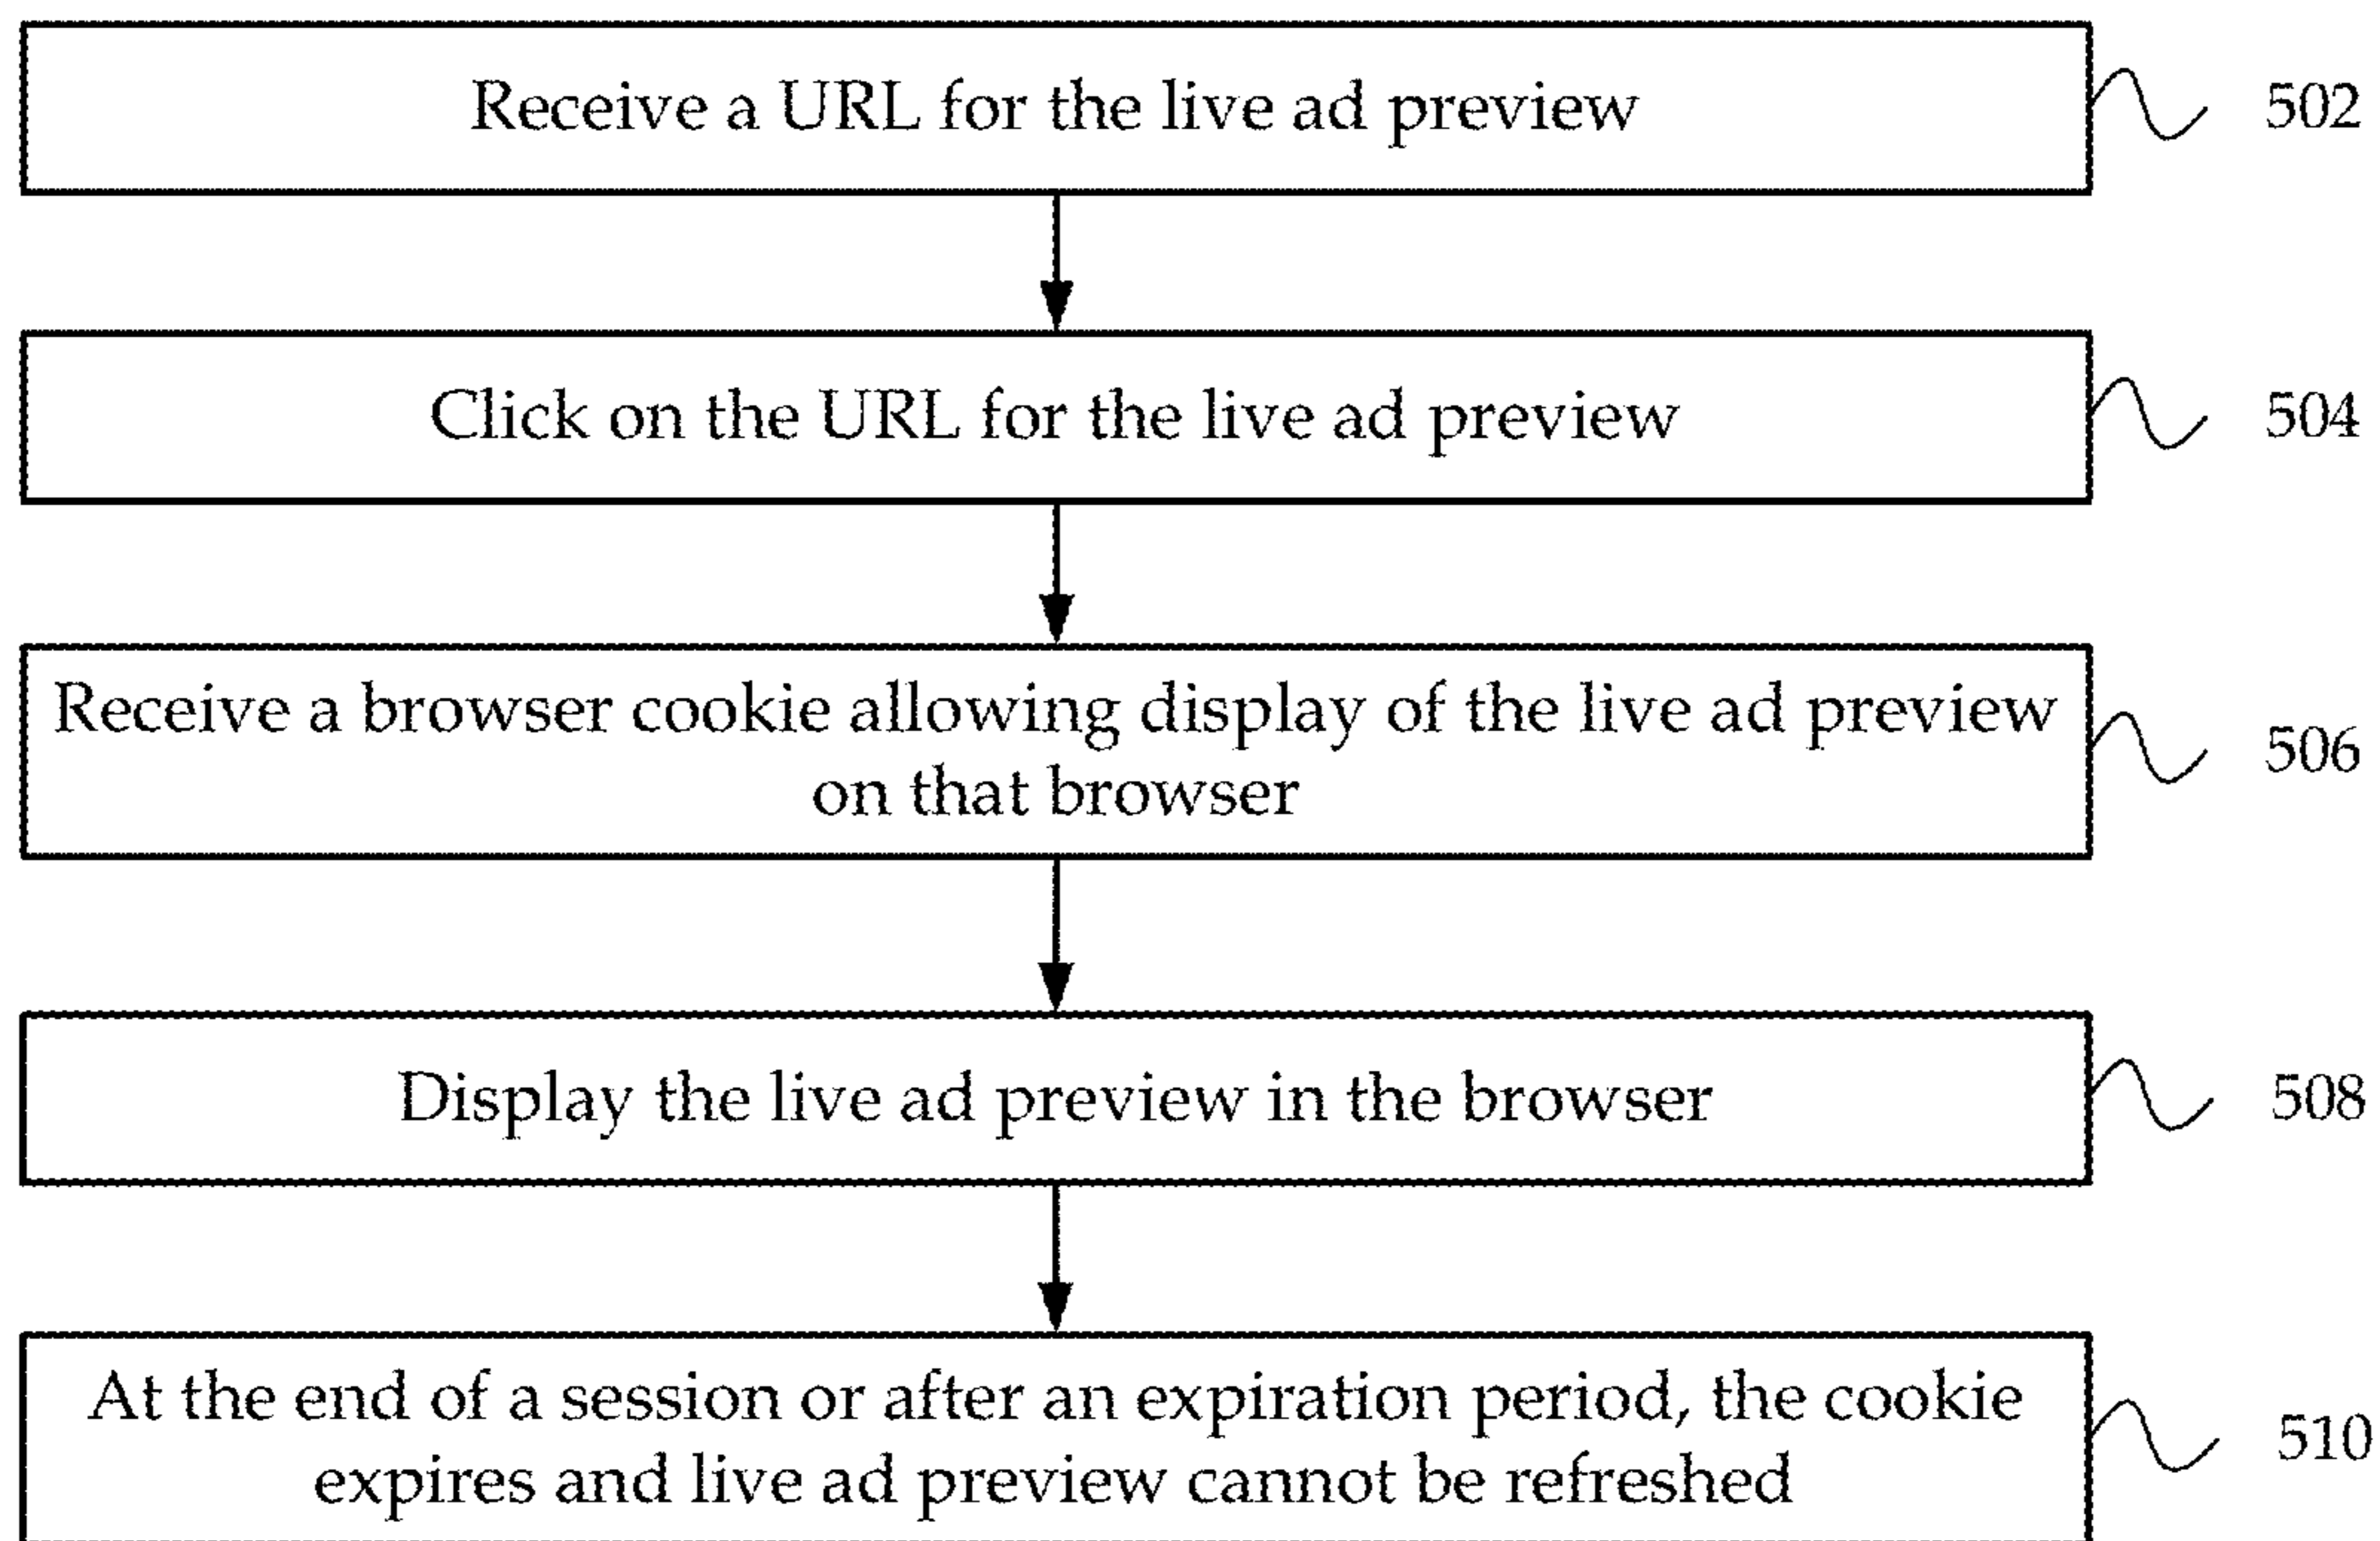 Receive a URL for the live ad preview
502
Click on the URL for the live ad preview
504
Receive a browser cookie allowing display of the live ad preview
on that browser
506
Display the live ad preview in the browser
508
At the end of a session or after an expiration period, the cookie
expires and live ad preview cannot be refreshed
510